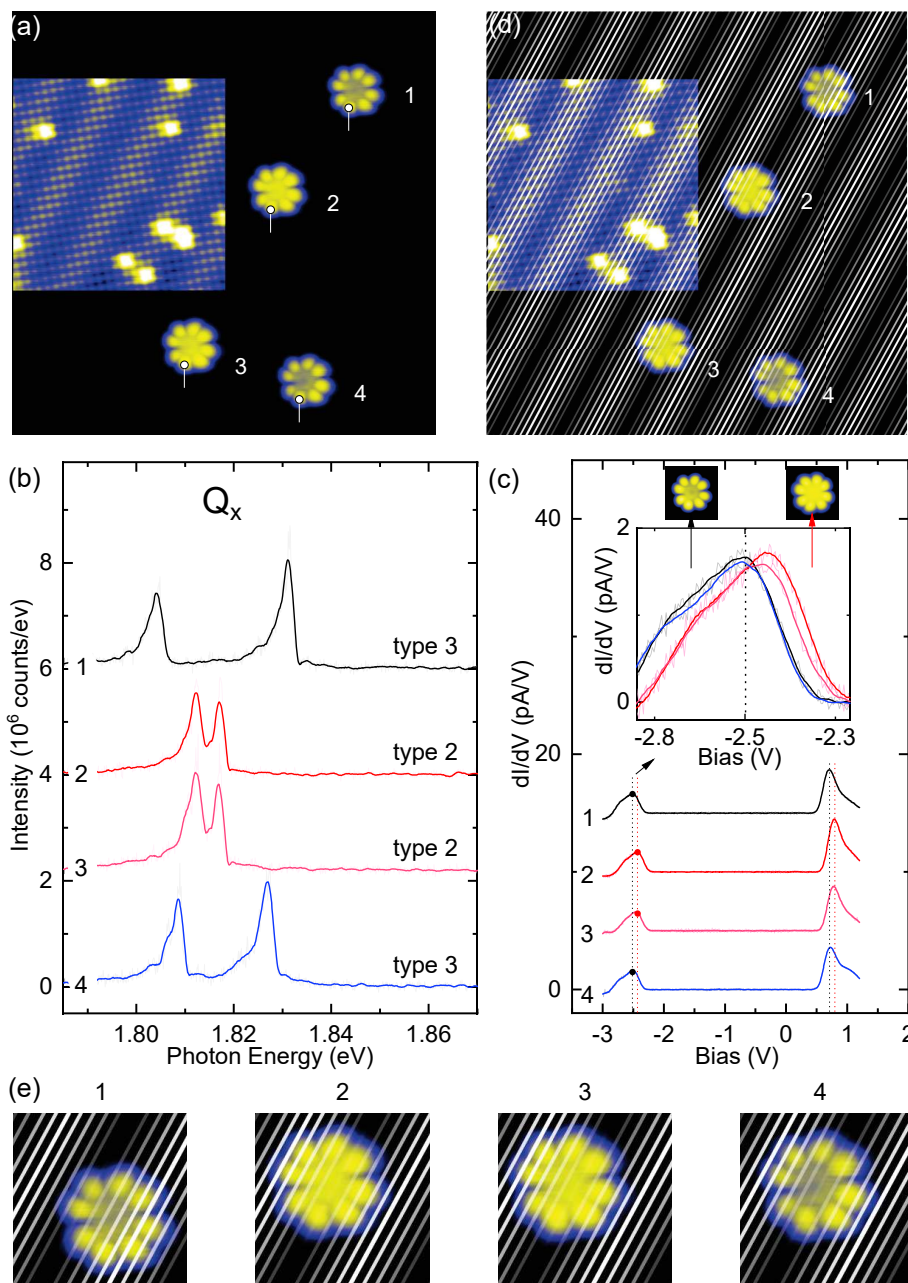 (a)
1
2
3
4
(d)
1
2
3
4
(b)
Qx
8
6
4
2
0
Intensity (10⁶ counts/ev)
1
type 3
2
type 2
3
type 2
4
type 3
1.80
1.82
1.84
1.86
Photon Energy (eV)
(c)
40
20
0
dI/dV (pA/V)
2
0
dI/dV (pA/V)
-2.8
-2.5
-2.3
Bias (V)
1
2
3
4
-3
-2
-1
0
1
2
Bias (V)
(e)
1
2
3
4